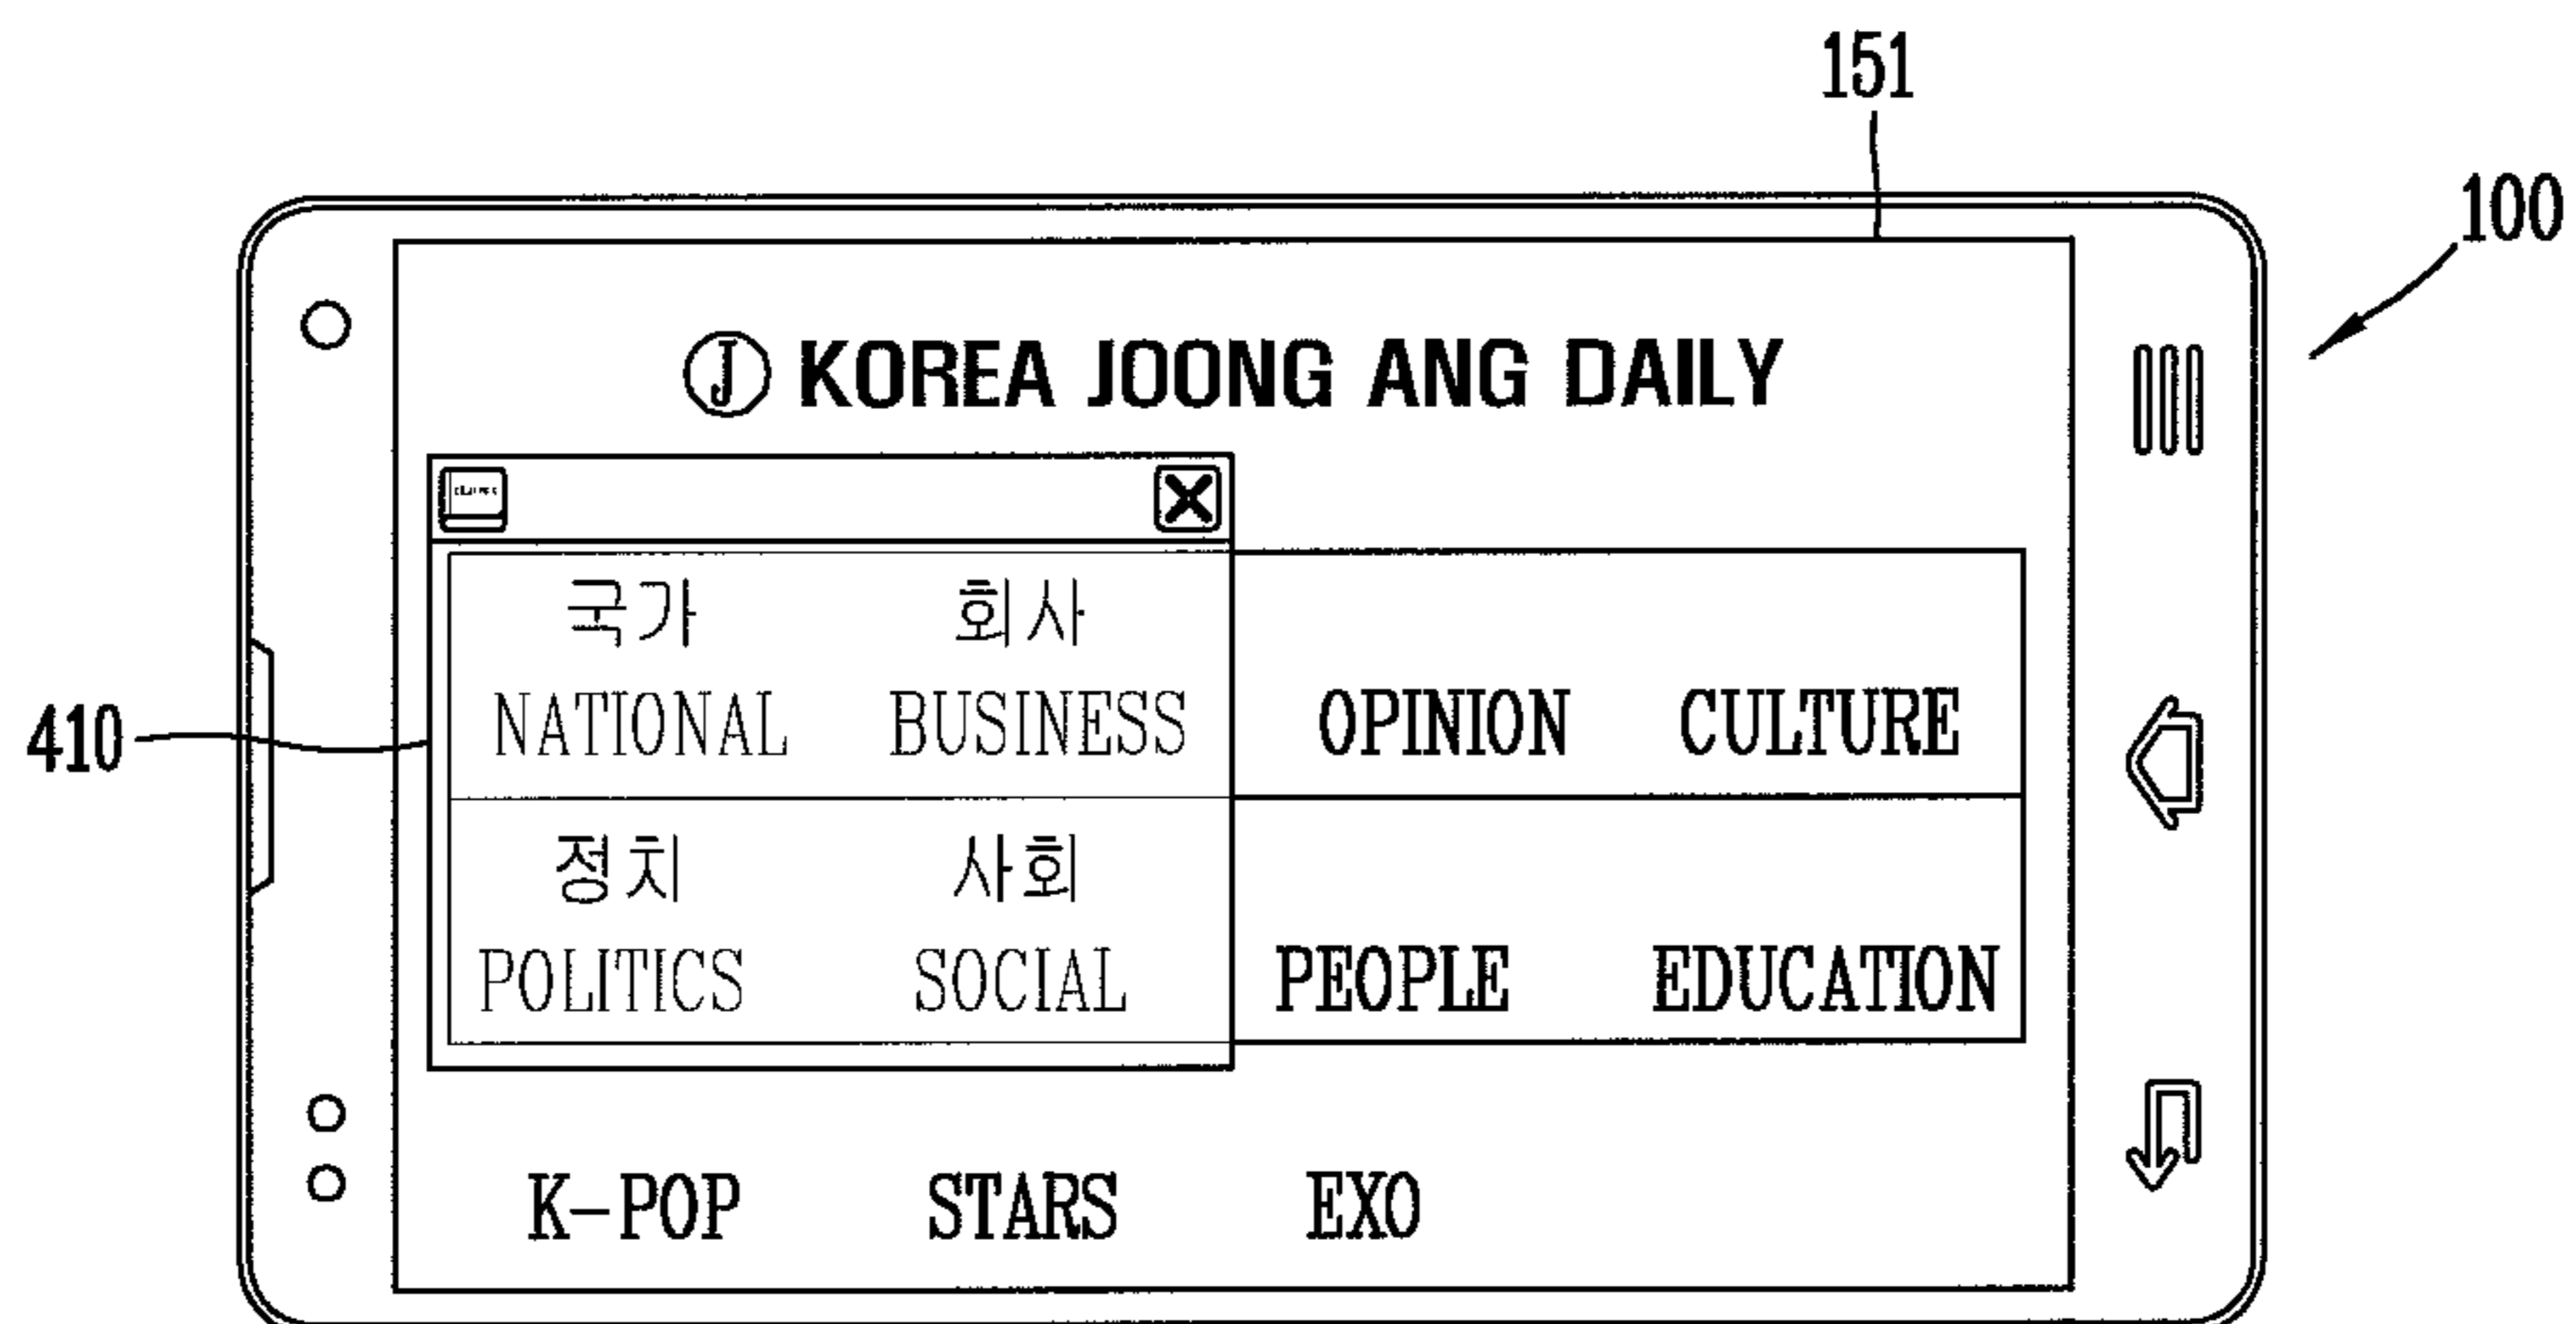 151
100
Ⓙ KOREA JOONG ANG DAILY
국가 회사
NATIONAL BUSINESS OPINION CULTURE
410
정치 사회
POLITICS SOCIAL PEOPLE EDUCATION
K-POP STARS EXO